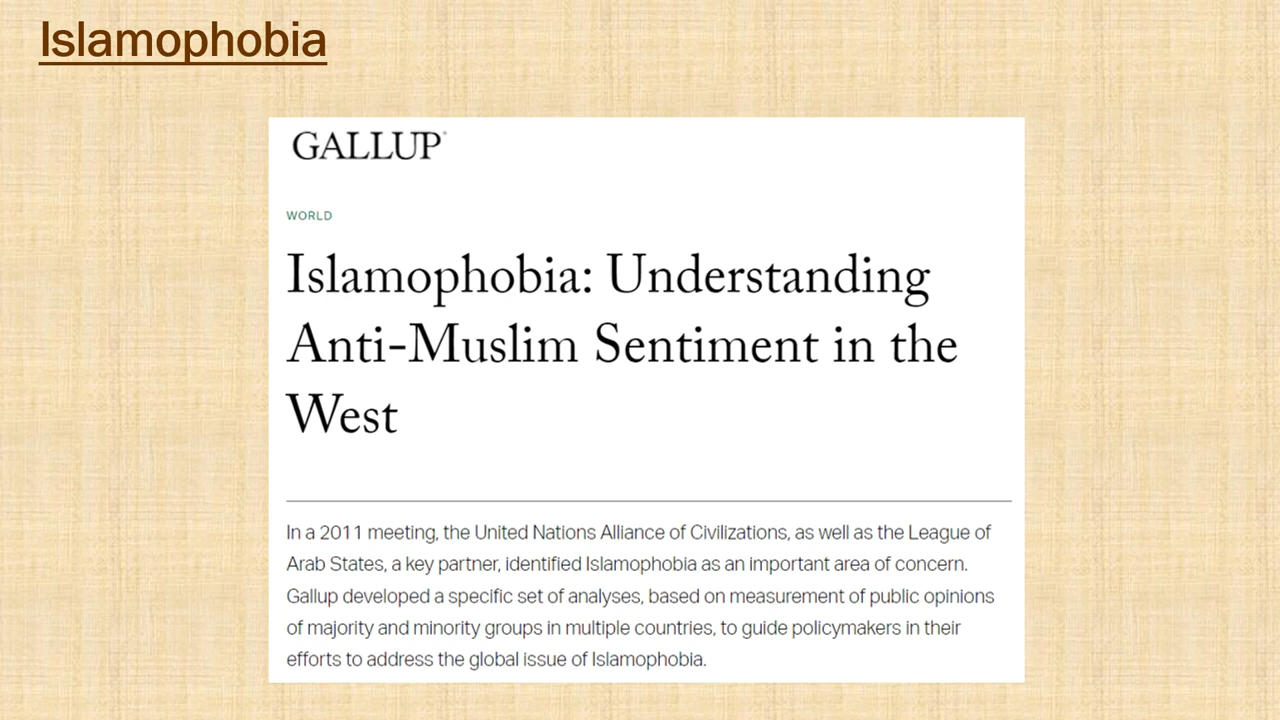 Islamophobia
GALLUP®
WORLD
Islamophobia: Understanding
Anti-Muslim Sentiment in the
West
In a 2011 meeting, the United Nations Alliance of Civilizations, as well as the League of
Arab States, a key partner, identified Islamophobia as an important area of concern.
Gallup developed a specific set of analyses, based on measurement of public opinions
of majority and minority groups in multiple countries, to guide policymakers in their
efforts to address the global issue of Islamophobia.